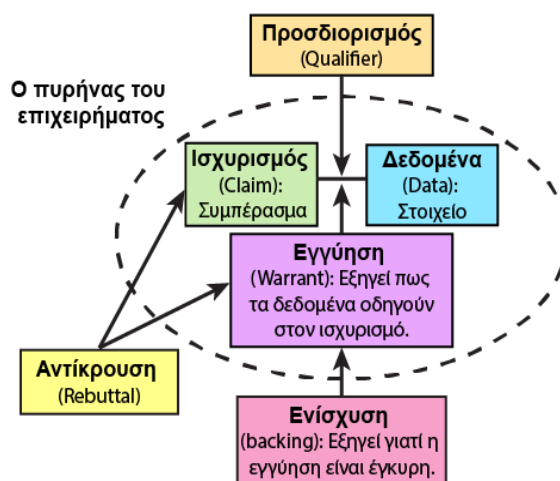 Προσδιορισμός
(Qualifier)
Ο πυρήνας του
επιχειρήματος
Ισχυρισμός
(Claim):
Συμπέρασμα
Δεδομένα
(Data):
Στοιχείο
Εγγύηση
(Warrant): Εξηγεί πως
τα δεδομένα οδηγούν
στον ισχυρισμό.
Αντίκρουση
(Rebuttal)
Ενίσχυση
(backing): Εξηγεί γιατί η
εγγύηση είναι έγκυρη.